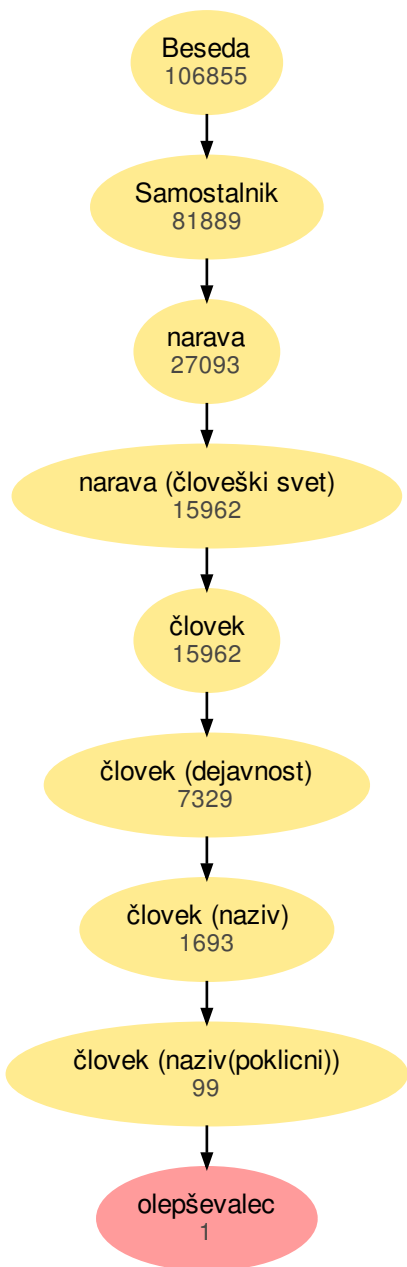 Beseda
106855
Samostalnik
81889
narava
27093
narava (človeški svet)
15962
človek
15962
človek (dejavnost)
7329
človek (naziv)
1693
človek (naziv(poklicni))
99
olepševalec
1